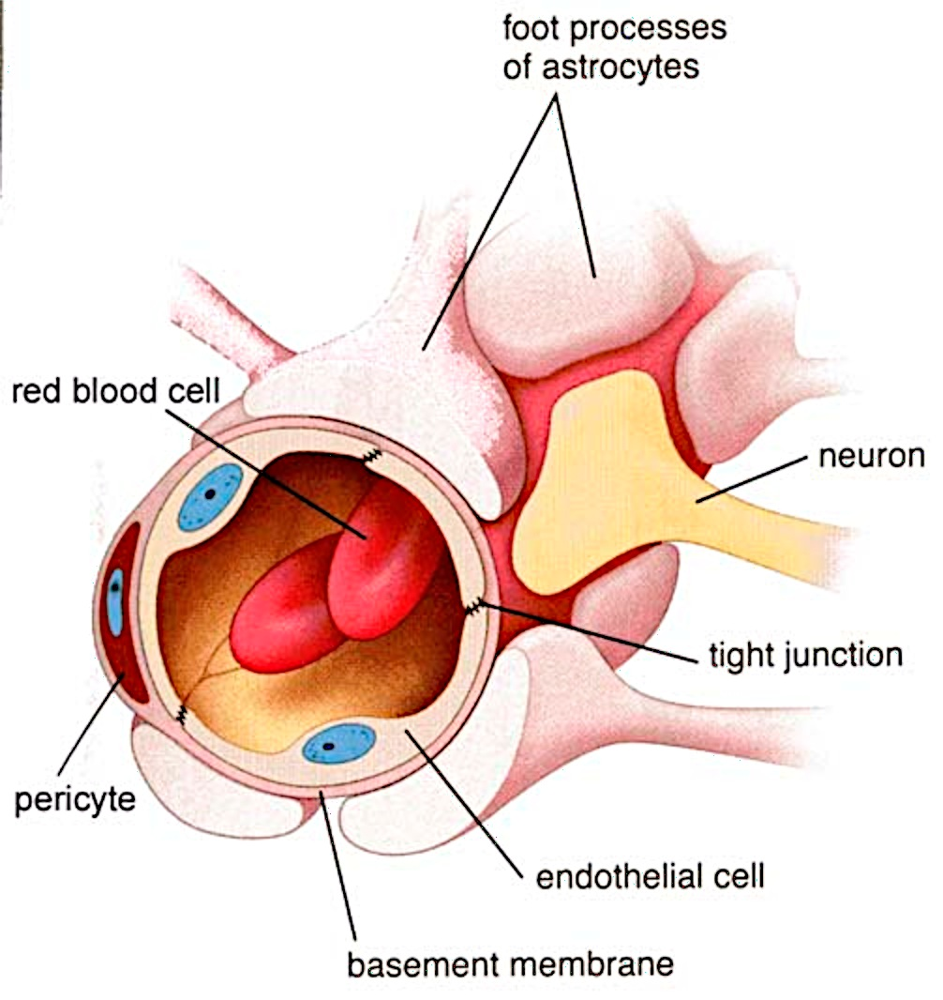 foot processes
of astrocytes
red blood cell
neuron
tight junction
pericyte
endothelial cell
basement membrane